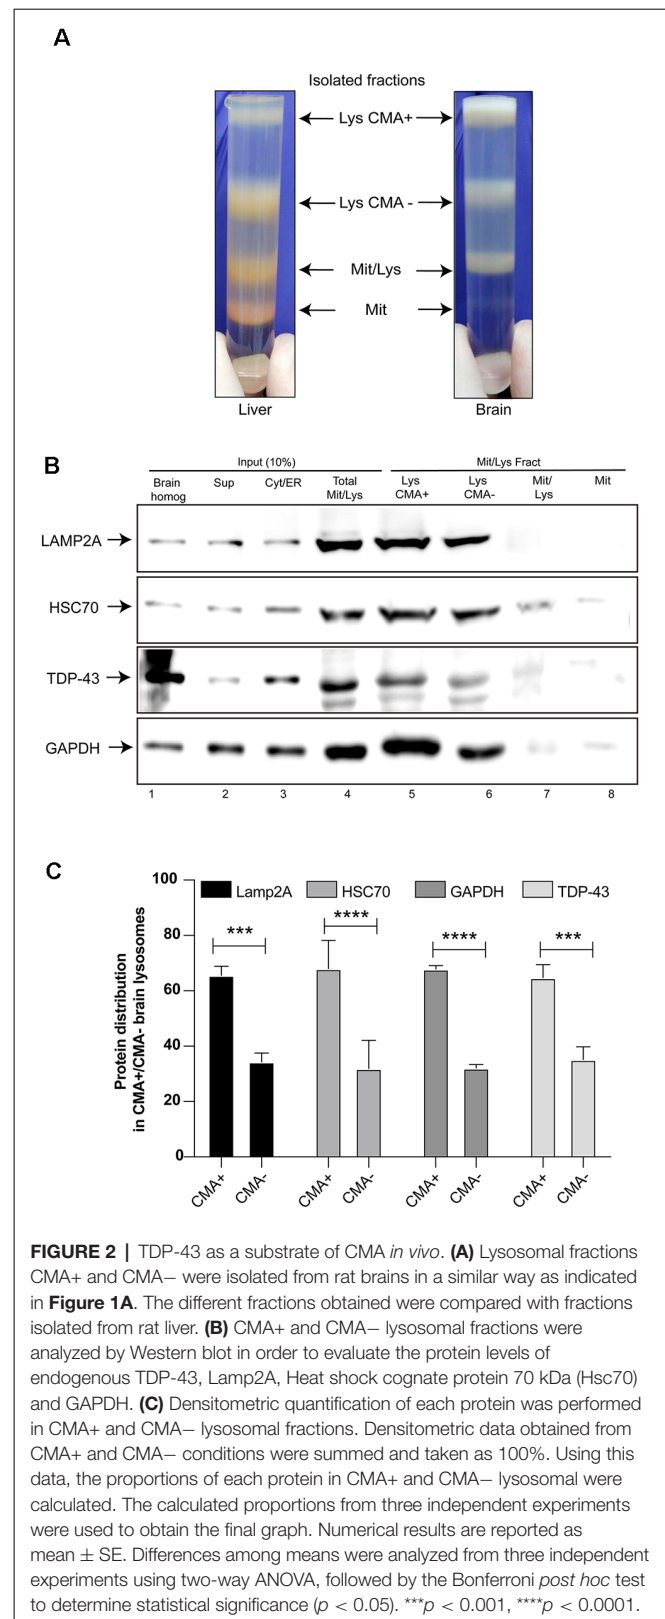 A
Isolated fractions
Lys CMA+
Lys CMA -
Mit/Lys
Mit
Liver
Brain
B
Input (10%)
Mit/Lys Fract
Brain homog
Sup
Cyt/ER
Total Mit/Lys
Lys CMA+
Lys CMA-
Mit/ Lys
Mit
LAMP2A
HSC70
TDP-43
GAPDH
1 2 3 4 5 6 7 8
C
Protein distribution
in CMA+/CMA- brain lysosomes
100
80
60
40
20
0
Lamp2A
HSC70
GAPDH
TDP-43
***
****
****
***
CMA+ CMA- CMA+ CMA- CMA+ CMA- CMA+ CMA-
FIGURE 2 | TDP-43 as a substrate of CMA in vivo. (A) Lysosomal fractions
CMA+ and CMA− were isolated from rat brains in a similar way as indicated
in Figure 1A. The different fractions obtained were compared with fractions
isolated from rat liver. (B) CMA+ and CMA− lysosomal fractions were
analyzed by Western blot in order to evaluate the protein levels of
endogenous TDP-43, Lamp2A, Heat shock cognate protein 70 kDa (Hsc70)
and GAPDH. (C) Densitometric quantification of each protein was performed
in CMA+ and CMA− lysosomal fractions. Densitometric data obtained from
CMA+ and CMA− conditions were summed and taken as 100%. Using this
data, the proportions of each protein in CMA+ and CMA− lysosomal were
calculated. The calculated proportions from three independent experiments
were used to obtain the final graph. Numerical results are reported as
mean ± SE. Differences among means were analyzed from three independent
experiments using two-way ANOVA, followed by the Bonferroni post hoc test
to determine statistical significance (p < 0.05). ***p < 0.001, ****p < 0.0001.